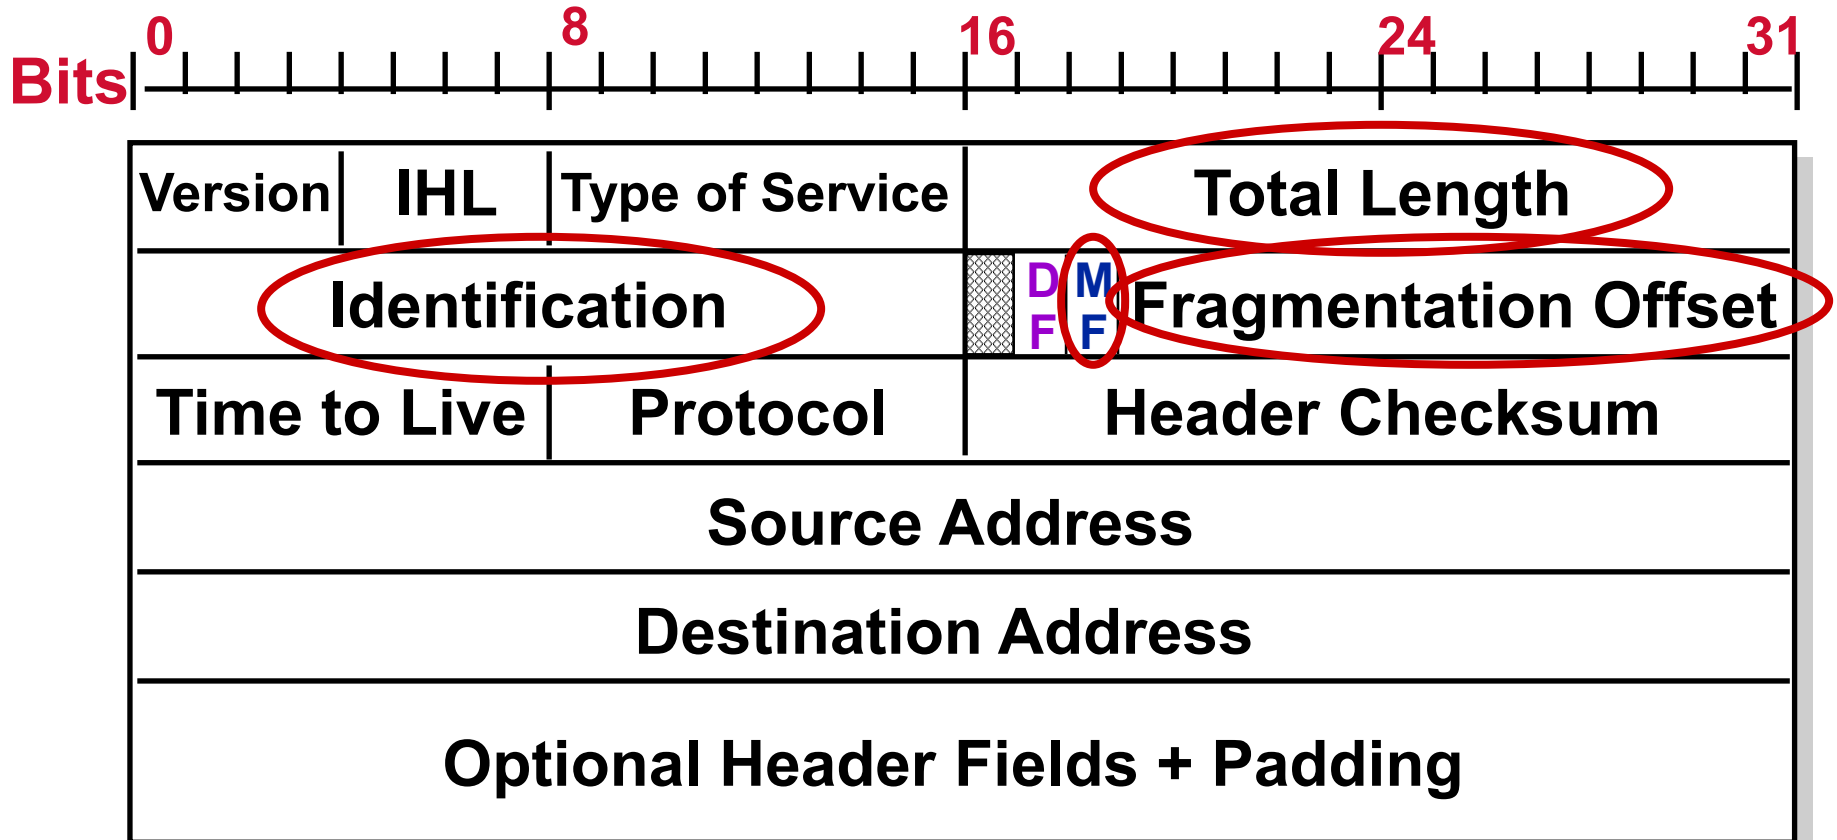 0 8 16 24 31
Bits
Version IHL Type of Service Total Length
Identification D F M F Fragmentation Offset
Time to Live Protocol Header Checksum
Source Address
Destination Address
Optional Header Fields + Padding